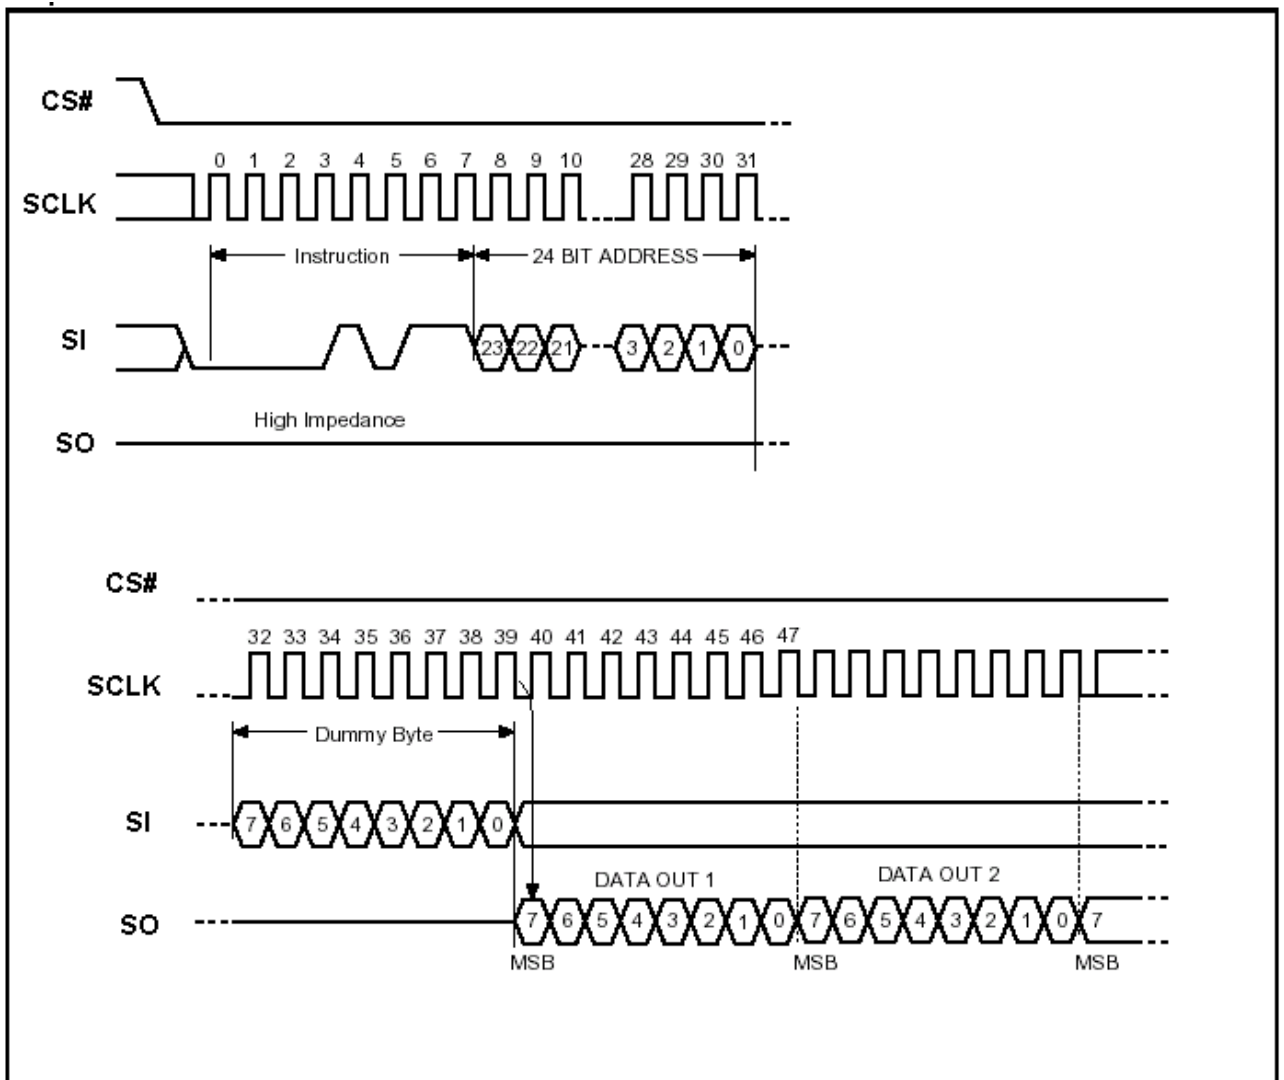 CS#
0 1 2 3 4 5 6 7 8 9 10 28 29 30 31
SCLK
Instruction 24 BIT ADDRESS
SI
23 22 21 3 2 1 0
High Impedance
SO
CS#
32 33 34 35 36 37 38 39 40 41 42 43 44 45 46 47
SCLK
Dummy Byte
SI
7 6 5 4 3 2 1 0
DATA OUT 1 DATA OUT 2
SO
7 6 5 4 3 2 1 0 7 6 5 4 3 2 1 0 7
MSB MSB MSB